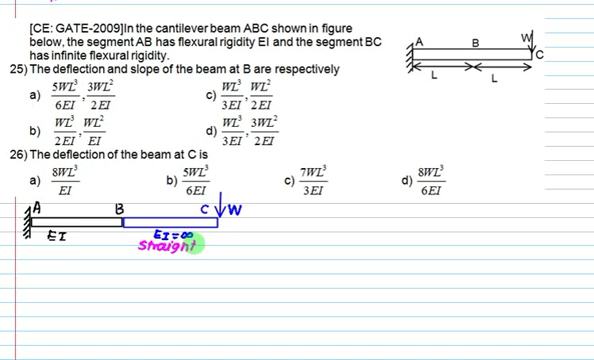 [CE: GATE-2009]In the cantilever beam ABC shown in figure
below, the segment AB has flexural rigidity EI and the segment BC
has infinite flexural rigidity.
A B W C
L L
25) The deflection and slope of the beam at B are respectively
a) 5WL³/6EI, 3WL²/2EI c) WL³/3EI, WL²/2EI
b) WL³/2EI, WL²/EI d) WL³/3EI, 3WL²/2EI
26) The deflection of the beam at C is
a) 8WL³/EI b) 5WL³/6EI c) 7WL³/3EI d) 8WL³/6EI
A B C W
EI EI=∞
Straight